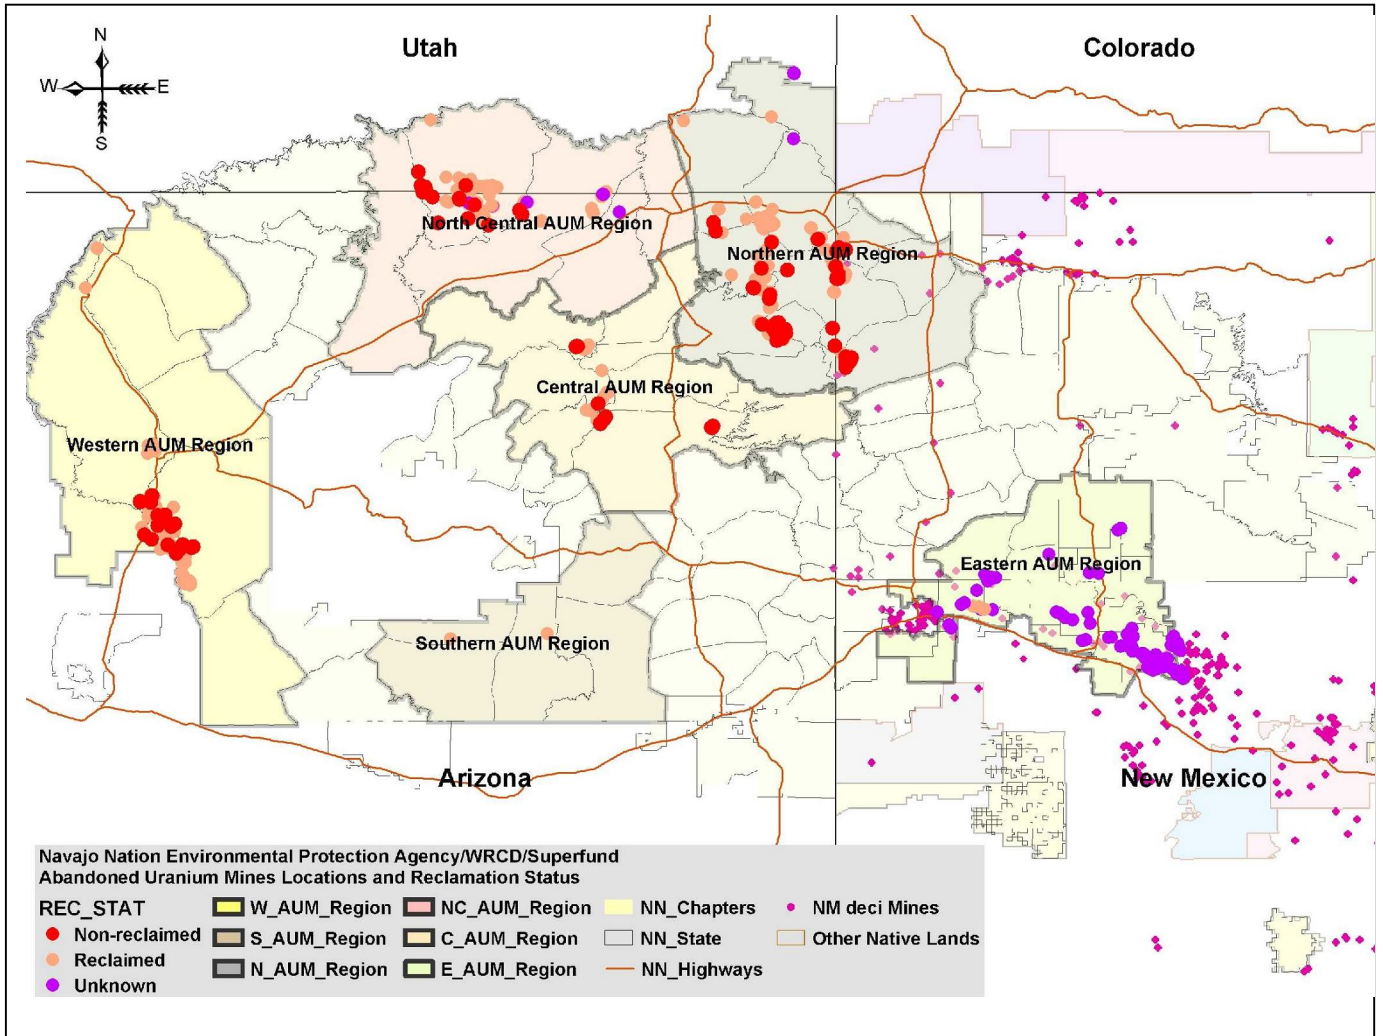 Utah
Colorado
N
W
E
S
North Central AUM Region
Northern AUM Region
Central AUM Region
Western AUM Region
Eastern AUM Region
Southern AUM Region
Arizona
New Mexico
Navajo Nation Environmental Protection Agency/WRCD/Superfund
Abandoned Uranium Mines Locations and Reclamation Status
REC_STAT
Non-reclaimed
Reclaimed
Unknown
W_AUM_Region
S_AUM_Region
N_AUM_Region
NC_AUM_Region
C_AUM_Region
E_AUM_Region
NN_Chapters
NN_State
NN_Highways
NM deci Mines
Other Native Lands